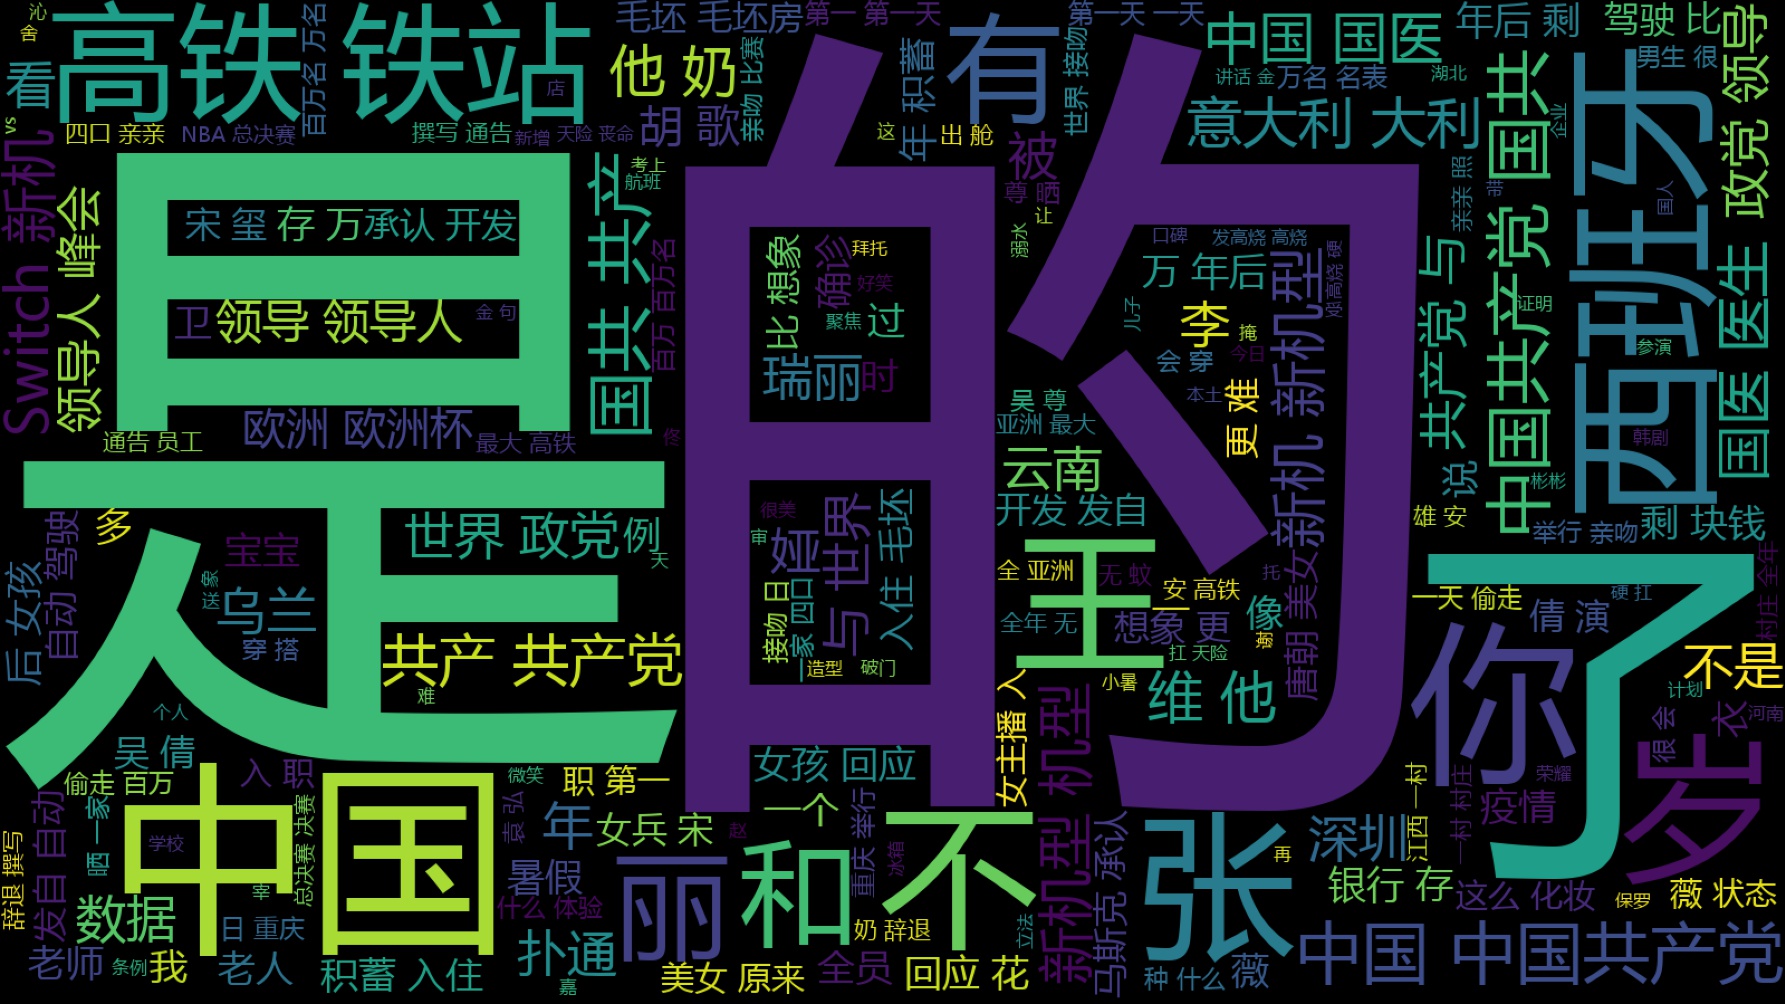 沁
舍
看
高铁 铁站
毛坯 毛坯房
第一 第一天
有
第一天 一天
中国 国医
年后 剩
驾驶 比
百万名 万名
他 奶
亲吻 比赛
年 积蓄
世界 接吻
讲话 金
万名 名表
湖北
男生 很
政党 领导
vs
四口 亲亲
NBA 总决赛
店
撰写 通告
新增
天险 丧命
胡 歌
这
出 舱
意大利 大利
企业
Switch 新机
领导人 峰会
是
宋 玺
存 万
承认 开发
卫
领导 领导人
金 句
国共 共产
考上
航班
百万 百万名
的
被
尊 晒
让
溺水
口碑
发高烧 高烧
亲亲 照
带
国人
中国共产党 国共
西班牙
国医 医生
比 想象
确诊
拜托
好笑
聚焦
过
瑞丽
时
万 年后
儿子
李
掩
会 穿
今日
更 难
本土
新机 新机型
受高烧 硬
共产党 与
证明
参演
韩剧
通告 员工
欧洲 欧洲杯
最大 高铁
佟
吴 尊
亚洲 最大
云南
开发 发自
说
彬彬
雄 安
举行 亲吻
剩 块钱
自动 驾驶
多
宝宝
世界 政党
例
天
很美
审
娅
与 世界
入住 毛坯
接吻 日
一家 四口
造型
破门
全 亚洲
无 蚊
王
安 高铁
托
全年 无
想象 更
像
扛 天险
小暑
唐朝 美女
了
一天 偷走
硬 扛
倩 演
村庄 全年
后 女孩
象
送
乌兰
穿 搭
共产 共产党
难
个人
吴 倩
女主播 人
维 他
你
不是
计划
很 会
衣
河南
岁
偷走 百万
入 职
微笑
职 第一
女孩 回应
一个
新机型 机型
江西 一村
一村 村庄
荣耀
疫情
发自 自动
晒 一家
中国
学校
总决赛 决赛
袁 弘
年
女兵 宋
赵
重庆 举行
冰箱
不
马斯克 承认
张
再
深圳
辞退 撰写
数据
宰
日 重庆
暑假
什么 体验
丽
和
奶 辞退
立法
银行 存
这么 化妆
保罗
薇 状态
老师
条例
我
老人
积蓄 入住
扑通
嘉
美女 原来
全员
回应 花
种 什么
薇
中国 中国共产党